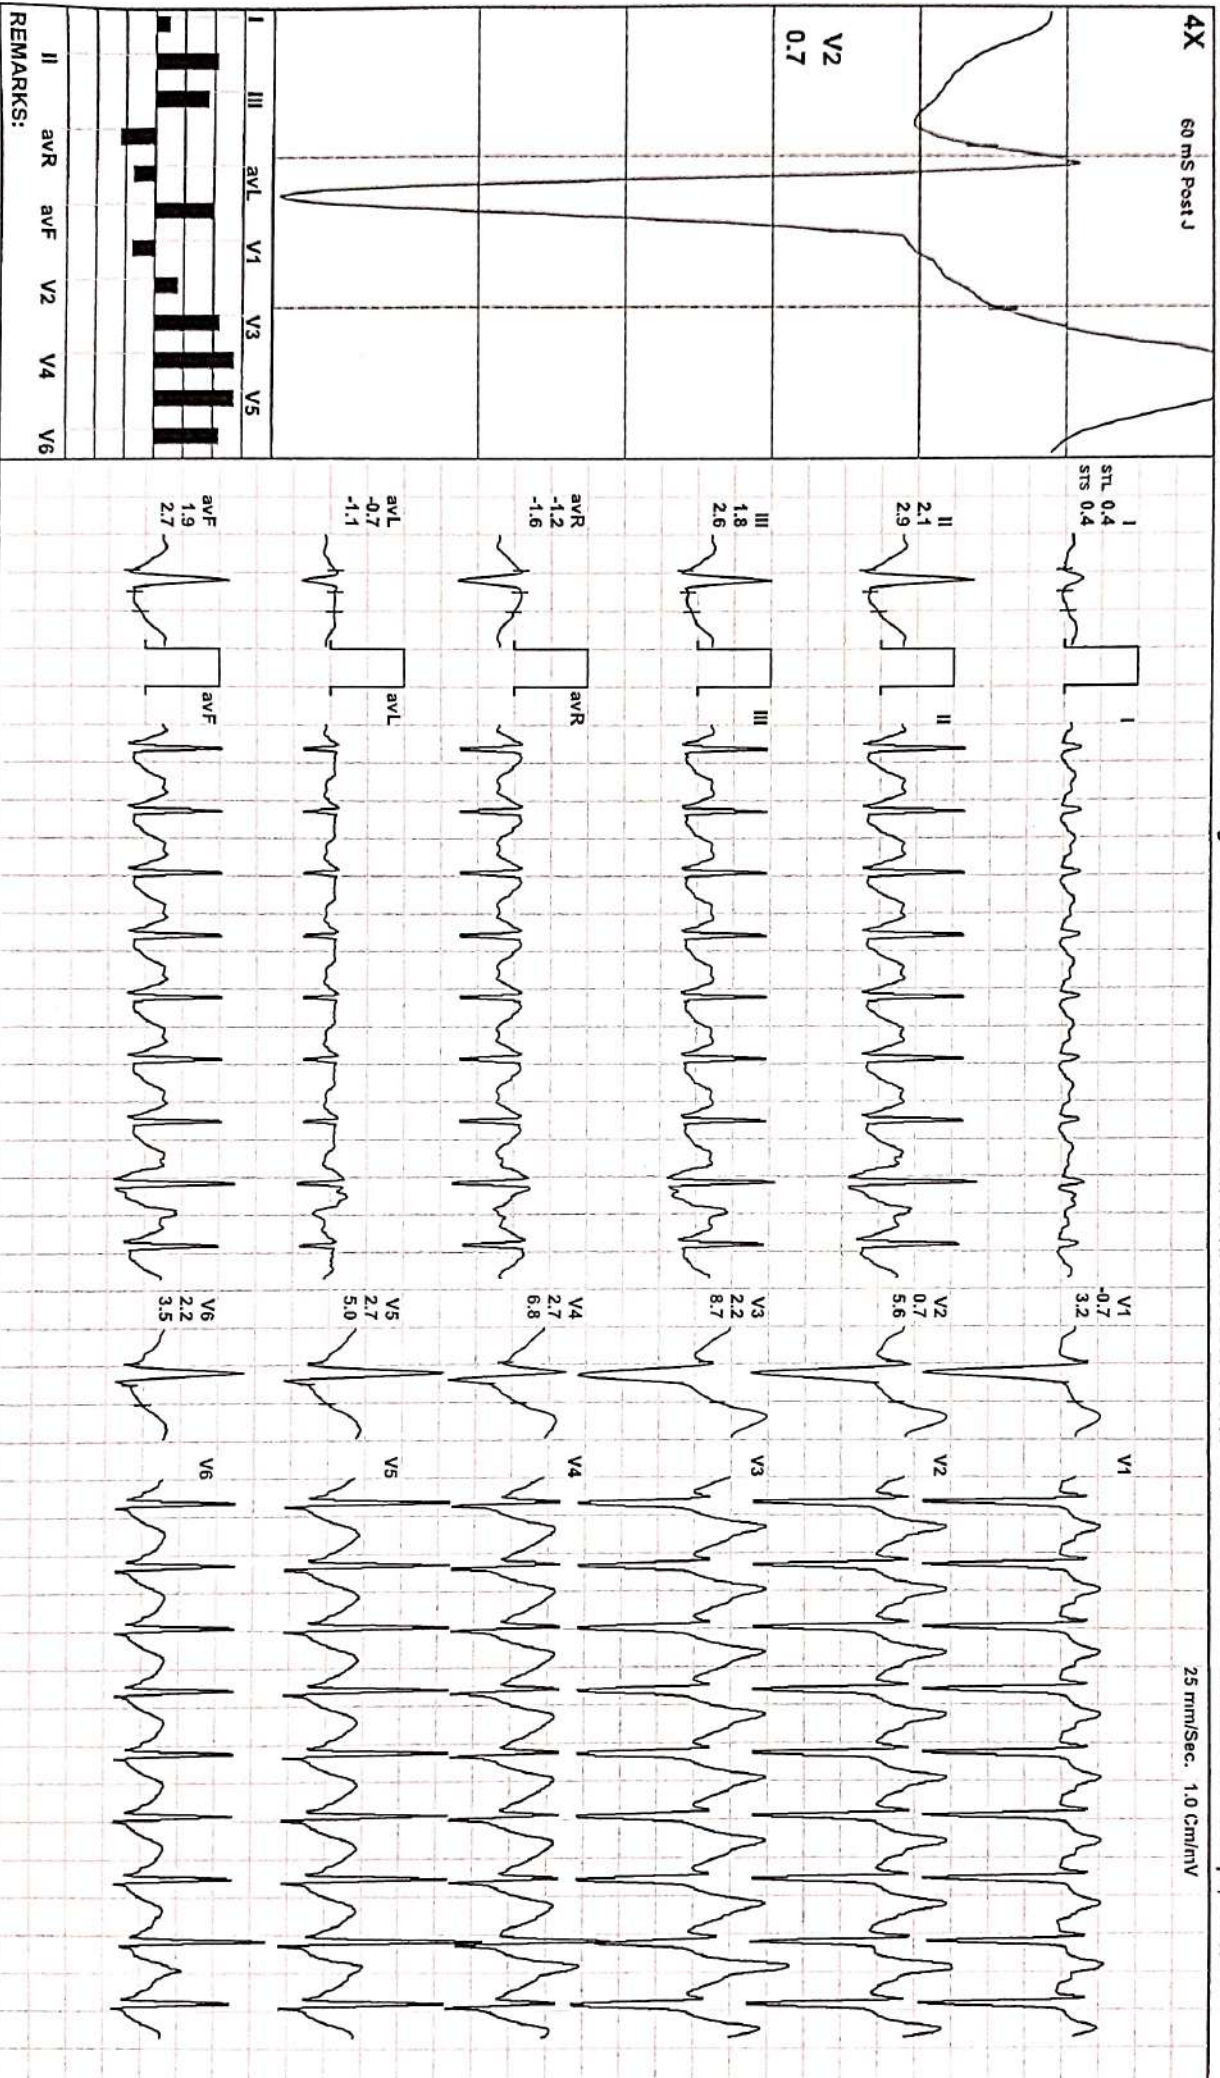 4X
60 mS Post J
V2
0.7
I III avL V1 V3 V5
II avR avF V2 V4 V6
REMARKS:
25 mm/Sec. 1.0 Cm/mV
I
STL 0.4
STS 0.4
I
V1
-0.7
3.2
V1
II
2.1
2.9
II
V2
0.7
5.6
V2
III
1.8
2.6
III
V3
2.2
8.7
V3
avR
-1.2
-1.6
avR
V4
2.7
6.8
V4
avL
-0.7
-1.1
avL
V5
2.7
5.0
V5
avF
1.9
2.7
avF
V6
2.2
3.5
V6